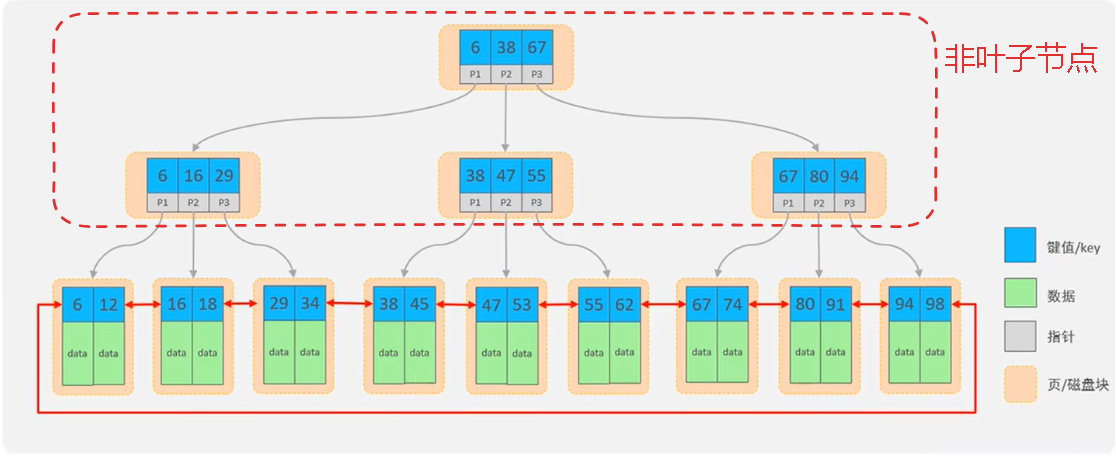 6 38 67
P1 P2 P3
非叶子节点
6 16 29
P1 P2 P3
38 47 55
P1 P2 P3
67 80 94
P1 P2 P3
6 12
16 18
29 34
38 45
47 53
55 62
67 74
80 91
94 98
data data
data data
data data
data data
data data
data data
data data
data data
data data
键值/key
数据
指针
页/磁盘块